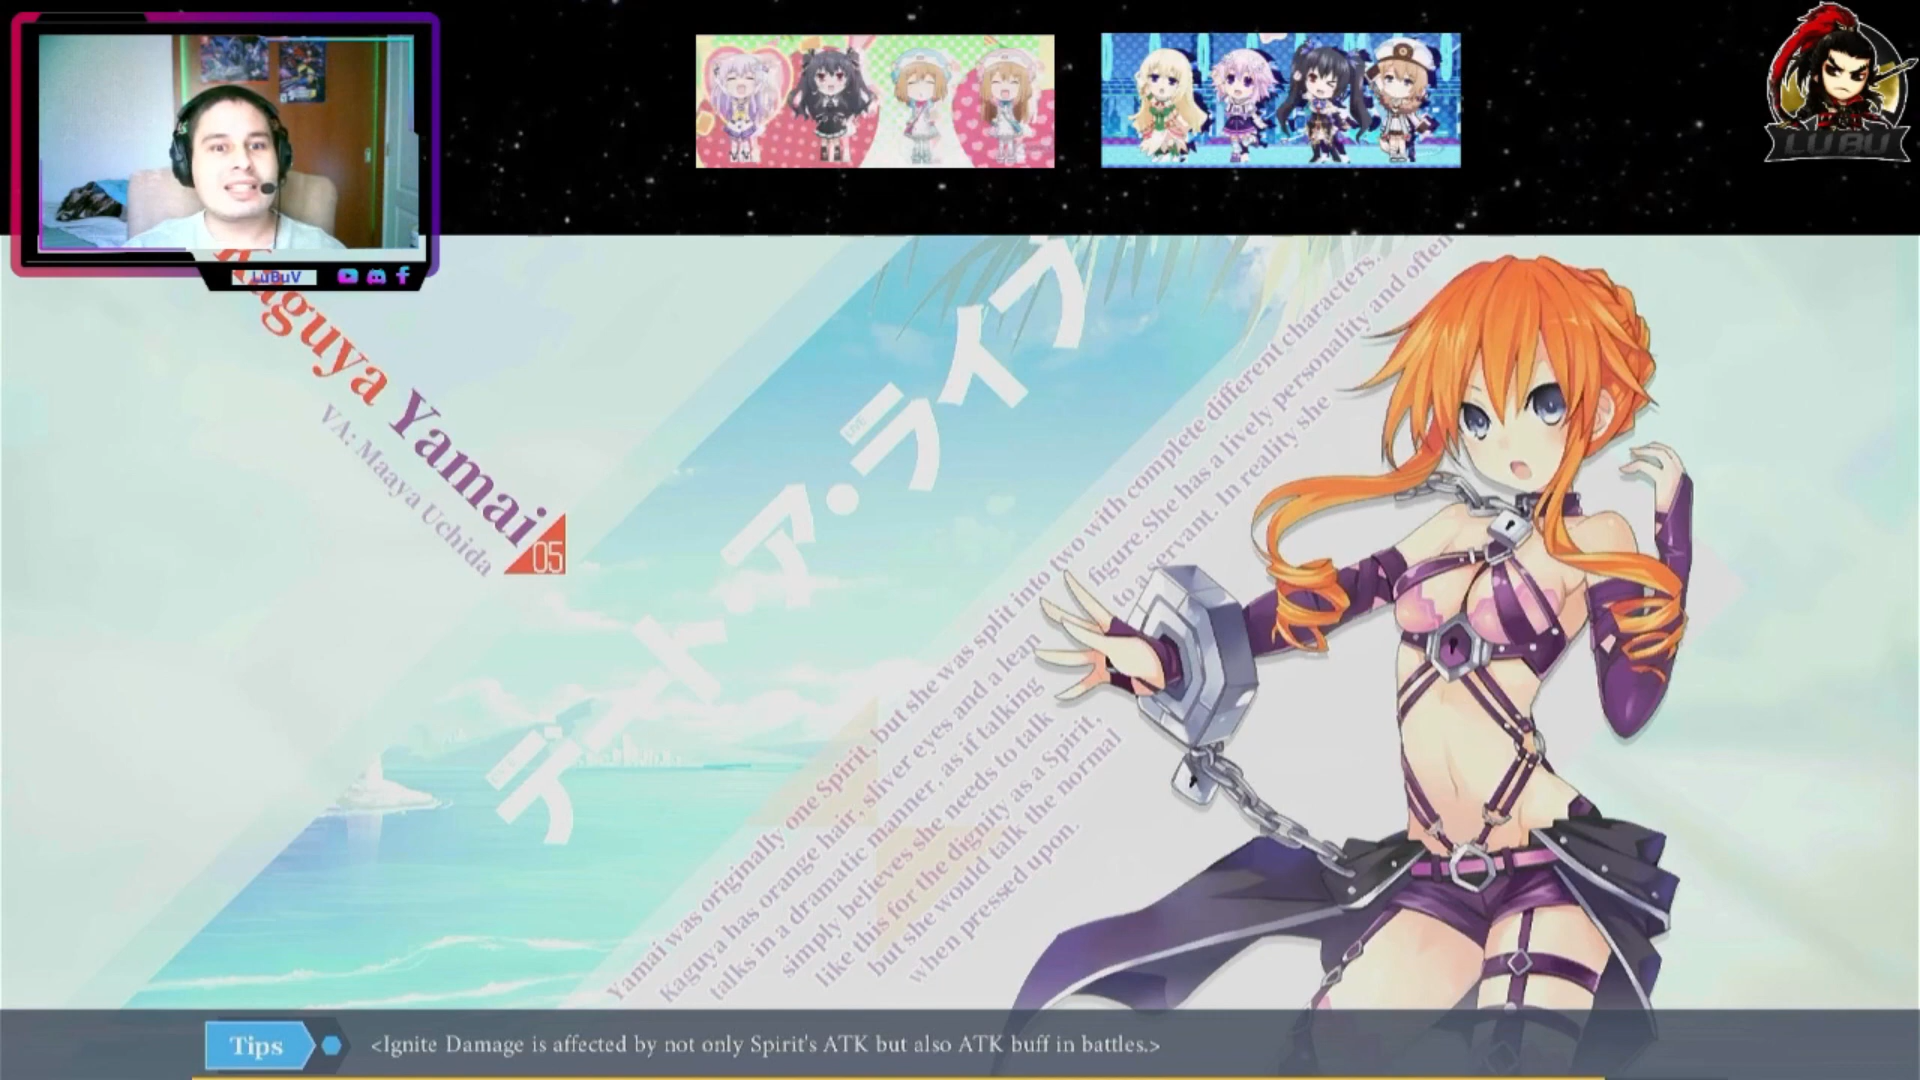 LU BU
LuBuV
Kaguya Yamai
VA: Maaya Uchida
05
デート・ア・ライブ
LIVE
Yamai was originally one Spirit, but she was split into two with complete different characters.
Kaguya has orange hair, sliver eyes and a lean figure.She has a lively personality and often
talks in a dramatic manner, as if talking to a servant. In reality she
simply believes she needs to talk
like this for the dignity as a Spirit,
but she would talk the normal
when pressed upon.
Tips
<Ignite Damage is affected by not only Spirit's ATK but also ATK buff in battles.>